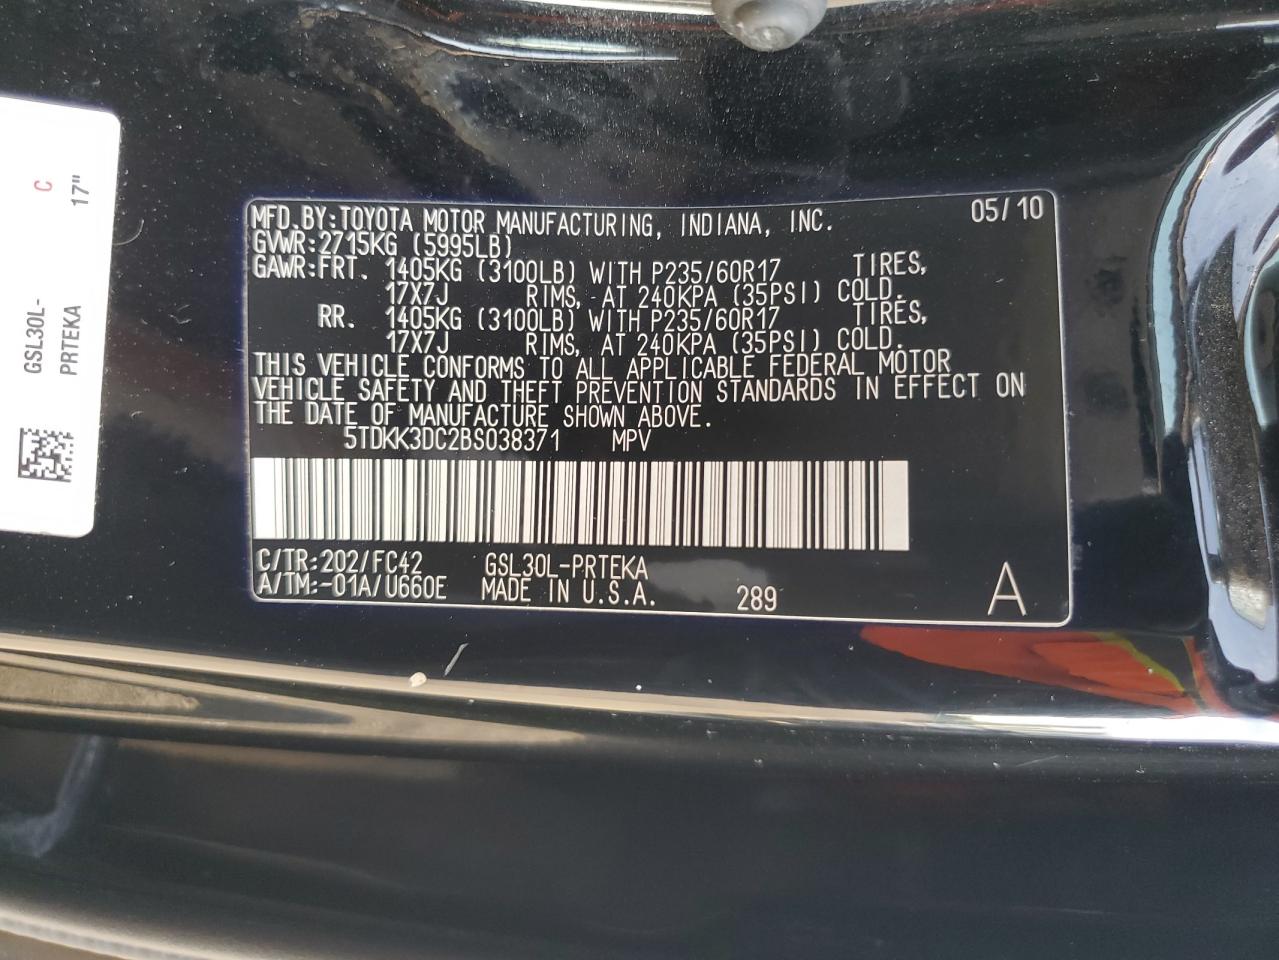 C
17"
GSL30L-
PRTEKA
MFD.BY:TOYOTA MOTOR MANUFACTURING, INDIANA, INC. 05/10
GVWR:2715KG (5995LB)
GAWR:FRT. 1405KG (3100LB) WITH P235/60R17 TIRES,
17X7J RIMS, AT 240KPA (35PSI) COLD.
RR. 1405KG (3100LB) WITH P235/60R17 TIRES,
17X7J RIMS, AT 240KPA (35PSI) COLD.
THIS VEHICLE CONFORMS TO ALL APPLICABLE FEDERAL MOTOR
VEHICLE SAFETY AND THEFT PREVENTION STANDARDS IN EFFECT ON
THE DATE OF MANUFACTURE SHOWN ABOVE.
5TDKK3DC2BS038371 MPV
C/TR:202/FC42 GSL30L-PRTEKA
A/TM:-01A/U660E MADE IN U.S.A. 289 A